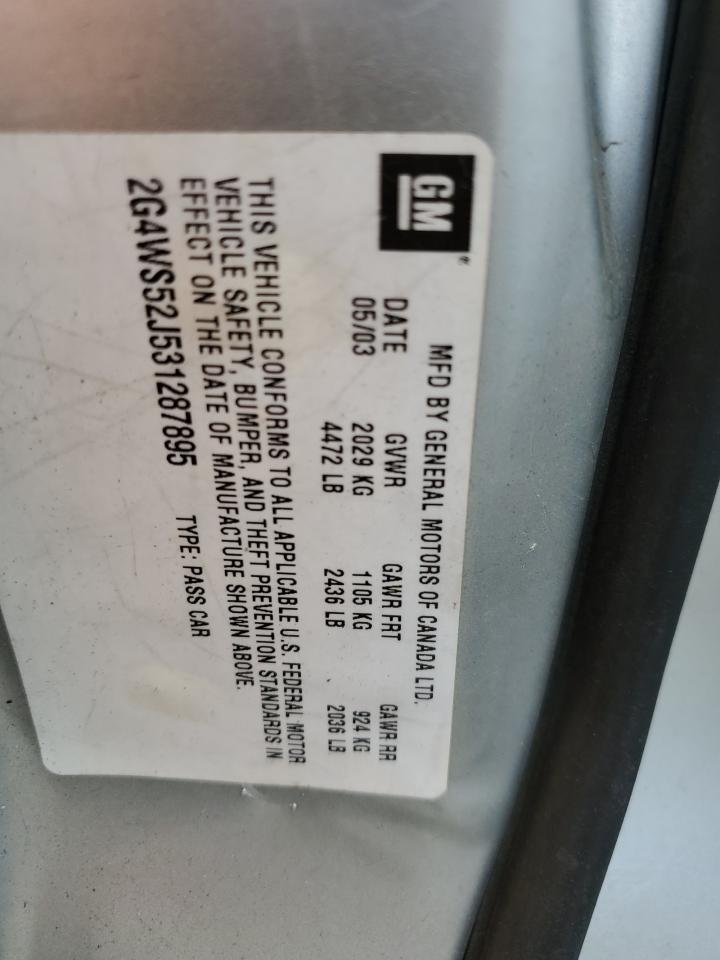 GM®
MFD BY GENERAL MOTORS OF CANADA LTD.
DATE GVWR GAWR FRT GAWR RR
05/03 2029 KG 1105 KG 924 KG
4472 LB 2436 LB 2036 LB
THIS VEHICLE CONFORMS TO ALL APPLICABLE U.S. FEDERAL MOTOR
VEHICLE SAFETY, BUMPER, AND THEFT PREVENTION STANDARDS IN
EFFECT ON THE DATE OF MANUFACTURE SHOWN ABOVE.
2G4WS52J531287895 TYPE: PASS CAR